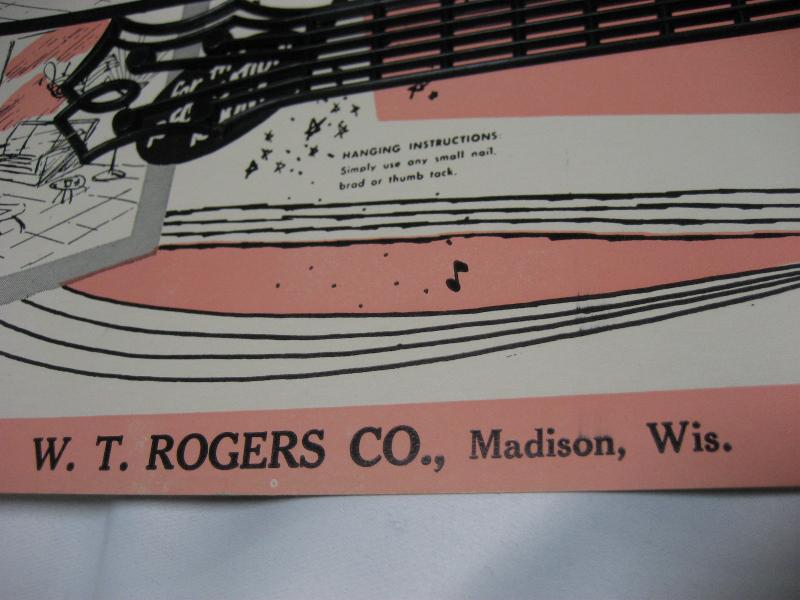 HANGING INSTRUCTIONS:
Simply use any small nail,
brad or thumb tack.
W. T. ROGERS CO., Madison, Wis.